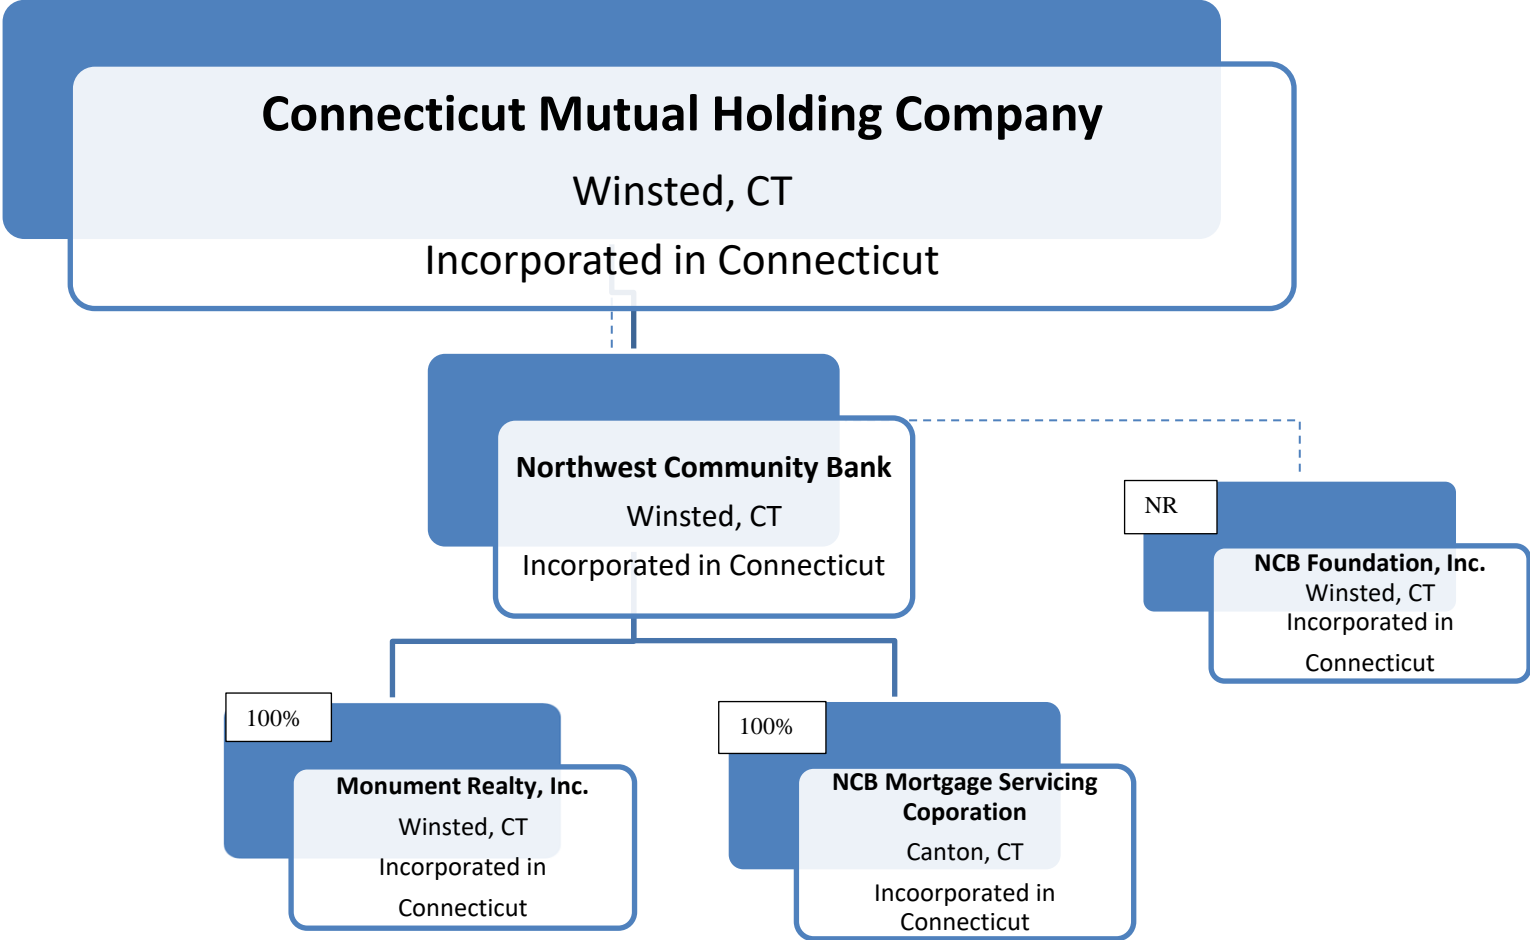 Connecticut Mutual Holding Company
Winsted, CT
Incorporated in Connecticut
Northwest Community Bank
Winsted, CT
Incorporated in Connecticut
NR
NCB Foundation, Inc.
Winsted, CT
Incorporated in
Connecticut
100%
Monument Realty, Inc.
Winsted, CT
Incorporated in
Connecticut
100%
NCB Mortgage Servicing
Coporation
Canton, CT
Incoorporated in
Connecticut